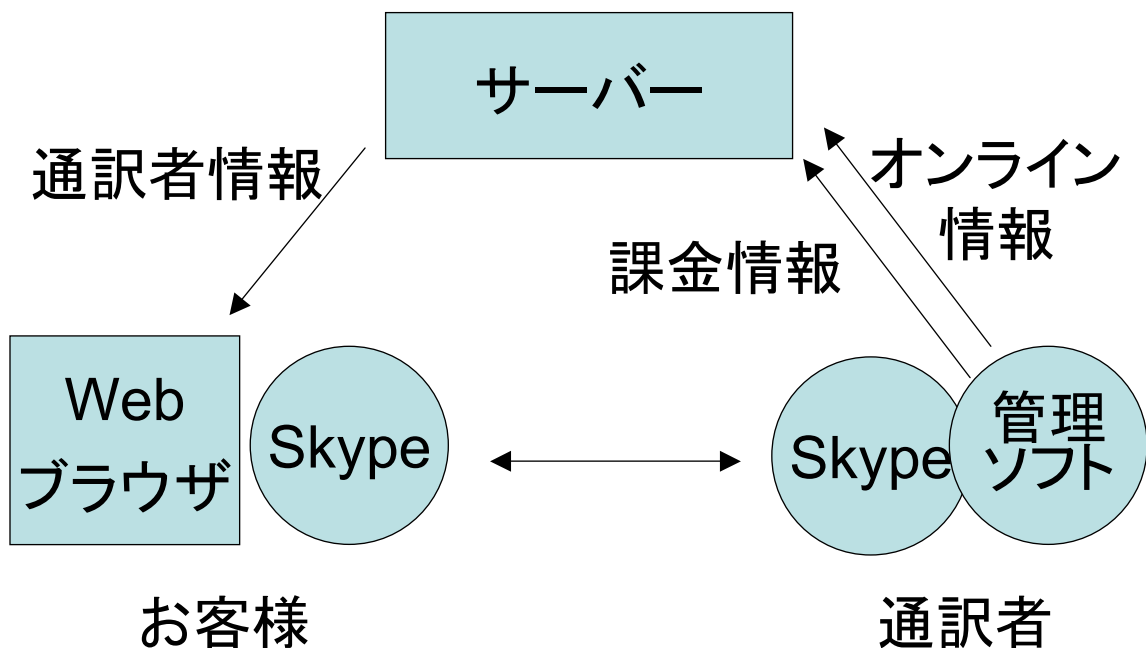 サーバー
通訳者情報
オンライン
情報
課金情報
Web
ブラウザ
Skype
Skype
管理
ソフト
お客様
通訳者